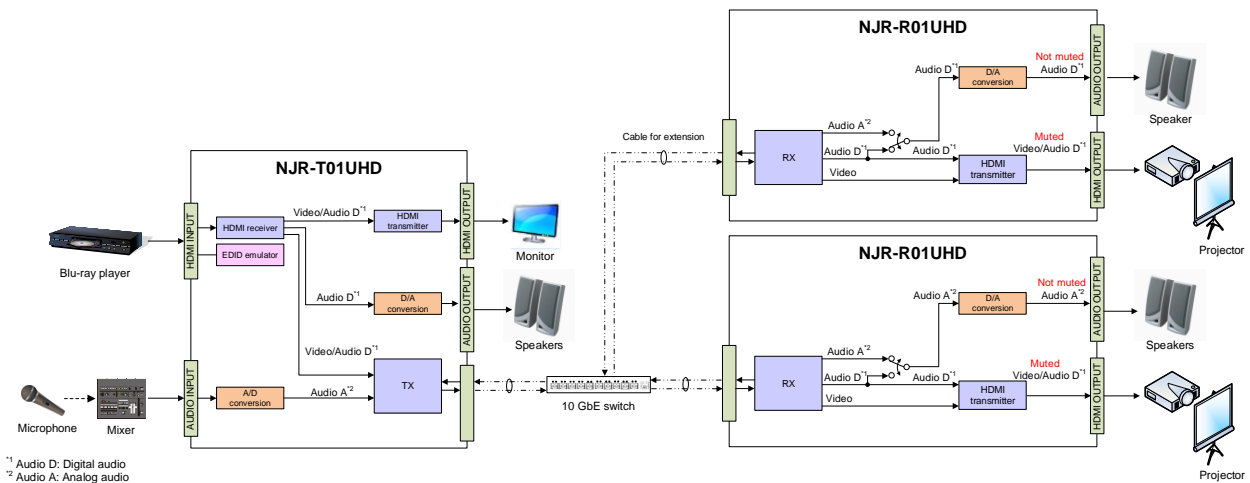 NJR-T01UHD
HDMI INPUT
HDMI receiver
EDID emulator
Video/Audio D*1
HDMI
transmitter
HDMI OUTPUT
Monitor
Blu-ray player
Audio D*1
D/A
conversion
AUDIO OUTPUT
Speakers
Video/Audio D*1
TX
AUDIO INPUT
A/D
conversion
Audio A*2
Microphone
Mixer
*1 Audio D: Digital audio
*2 Audio A: Analog audio
10 GbE switch
Cable for extension
NJR-R01UHD
RX
Audio A*2
Audio D*1
Video
Audio D*1
Audio D*1
D/A
conversion
Not muted
Audio D*1
AUDIO OUTPUT
Speaker
HDMI
transmitter
Muted
Video/Audio D*1
HDMI OUTPUT
Projector
NJR-R01UHD
RX
Audio A*2
Audio D*1
Video
Audio D*1
Audio A*2
D/A
conversion
Not muted
Audio A*2
AUDIO OUTPUT
Speakers
HDMI
transmitter
Muted
Video/Audio D*1
HDMI OUTPUT
Projector